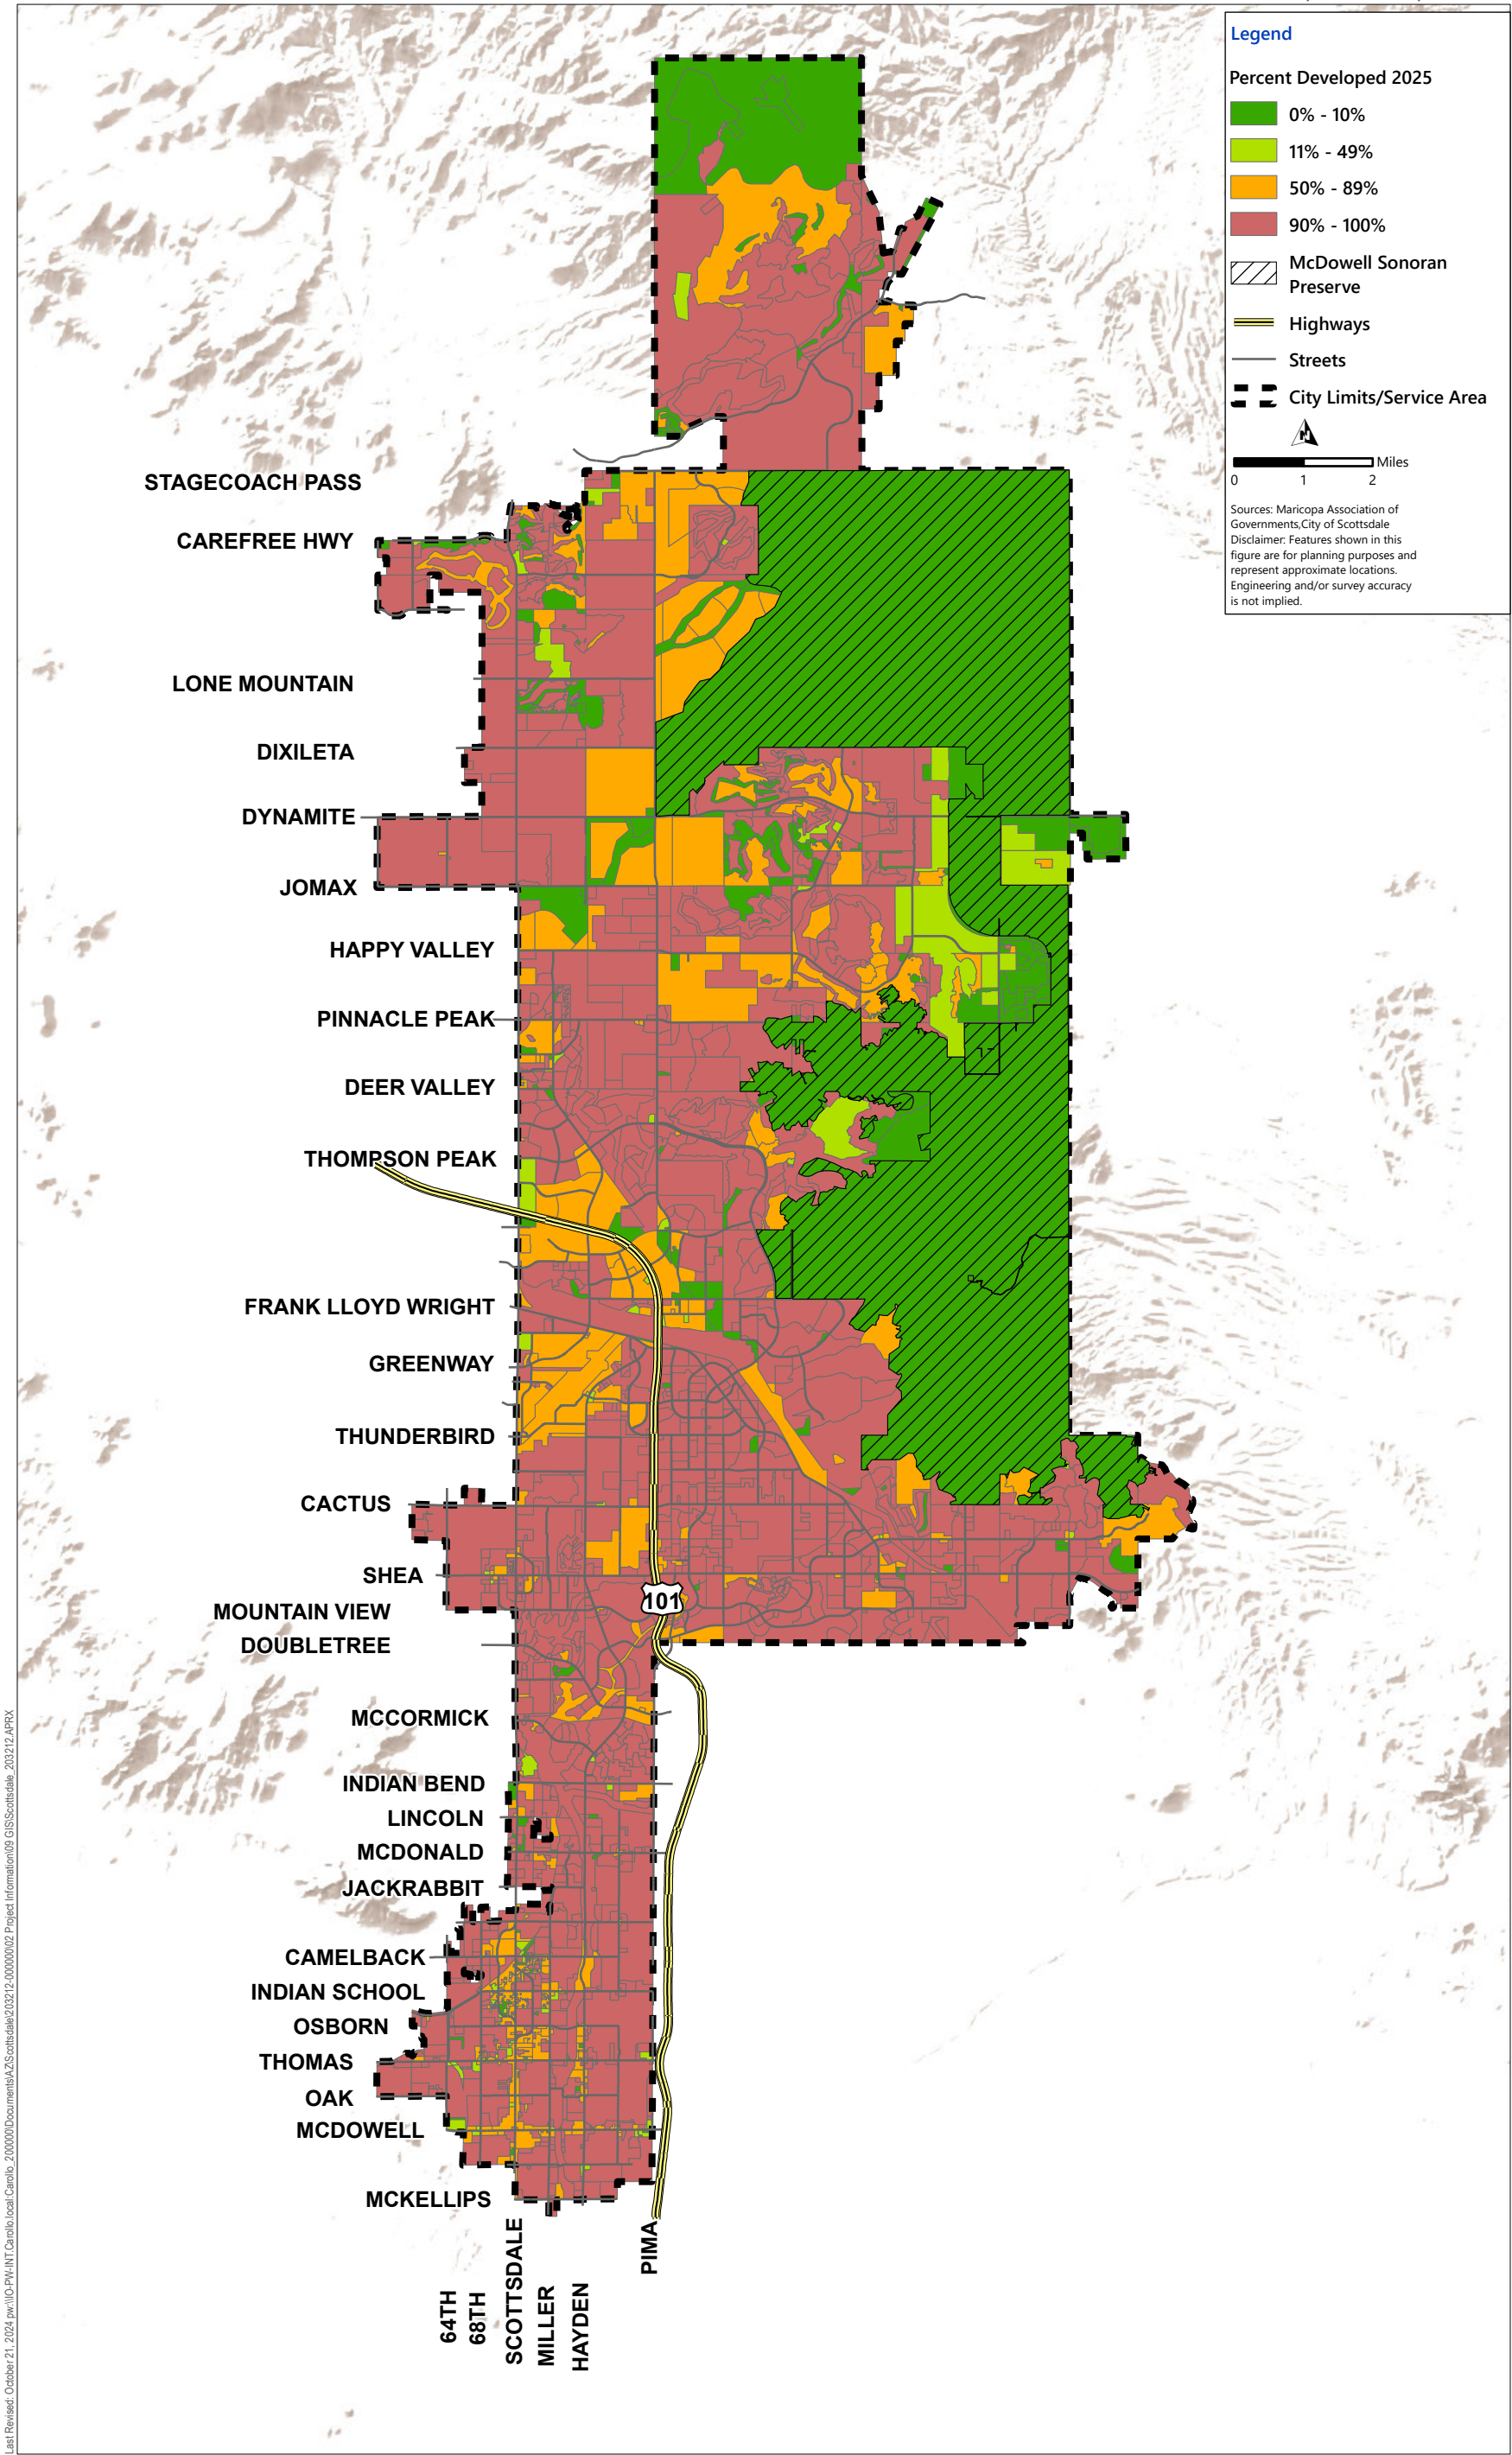 Legend
Percent Developed 2025
0% - 10%
11% - 49%
50% - 89%
90% - 100%
McDowell Sonoran
Preserve
Highways
Streets
City Limits/Service Area
N
Miles
0 1 2
Sources: Maricopa Association of
Governments,City of Scottsdale
Disclaimer: Features shown in this
figure are for planning purposes and
represent approximate locations.
Engineering and/or survey accuracy
is not implied.
STAGECOACH PASS
CAREFREE HWY
LONE MOUNTAIN
DIXILETA
DYNAMITE
JOMAX
HAPPY VALLEY
PINNACLE PEAK
DEER VALLEY
THOMPSON PEAK
FRANK LLOYD WRIGHT
GREENWAY
THUNDERBIRD
CACTUS
SHEA
101
MOUNTAIN VIEW
DOUBLETREE
MCCORMICK
INDIAN BEND
LINCOLN
MCDONALD
JACKRABBIT
CAMELBACK
INDIAN SCHOOL
OSBORN
THOMAS
OAK
MCDOWELL
MCKELLIPS
64TH
68TH
SCOTTSDALE
MILLER
HAYDEN
PIMA